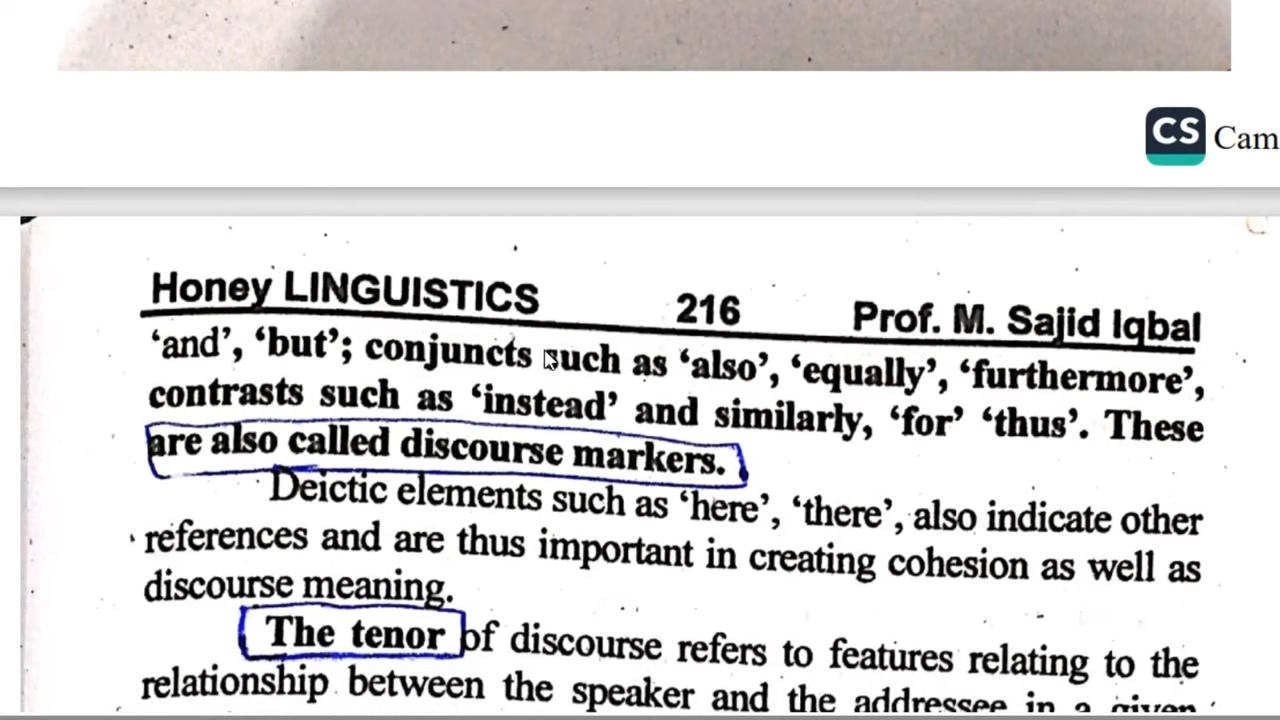 CS Cam
Honey LINGUISTICS 216 Prof. M. Sajid Iqbal
‘and’, ‘but’; conjuncts such as ‘also’, ‘equally’, ‘furthermore’,
contrasts such as ‘instead’ and similarly, ‘for’ ‘thus’. These
are also called discourse markers.
Deictic elements such as ‘here’, ‘there’, also indicate other
references and are thus important in creating cohesion as well as
discourse meaning.
The tenor of discourse refers to features relating to the
relationship between the speaker and the addressee in a given